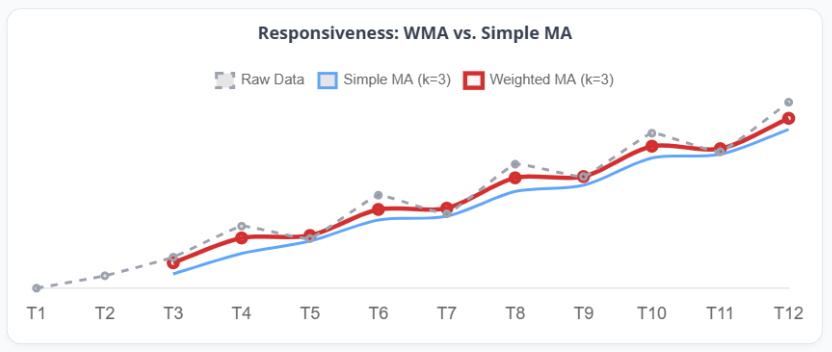 Responsiveness: WMA vs. Simple MA
Raw Data Simple MA (k=3) Weighted MA (k=3)
T1 T2 T3 T4 T5 T6 T7 T8 T9 T10 T11 T12